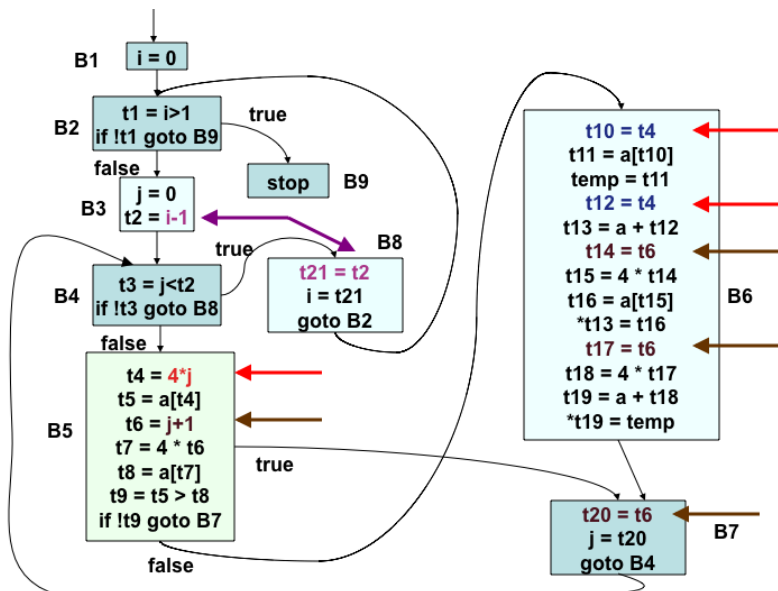 B1
i = 0
B2
t1 = i>1
if !t1 goto B9
true
false
stop
B9
B3
j = 0
t2 = i-1
true
B8
t21 = t2
i = t21
goto B2
B4
t3 = j<t2
if !t3 goto B8
false
B5
t4 = 4*j
t5 = a[t4]
t6 = j+1
t7 = 4 * t6
t8 = a[t7]
t9 = t5 > t8
if !t9 goto B7
true
false
t10 = t4
t11 = a[t10]
temp = t11
t12 = t4
t13 = a + t12
t14 = t6
t15 = 4 * t14
t16 = a[t15]
*t13 = t16
t17 = t6
t18 = 4 * t17
t19 = a + t18
*t19 = temp
B6
t20 = t6
j = t20
goto B4
B7